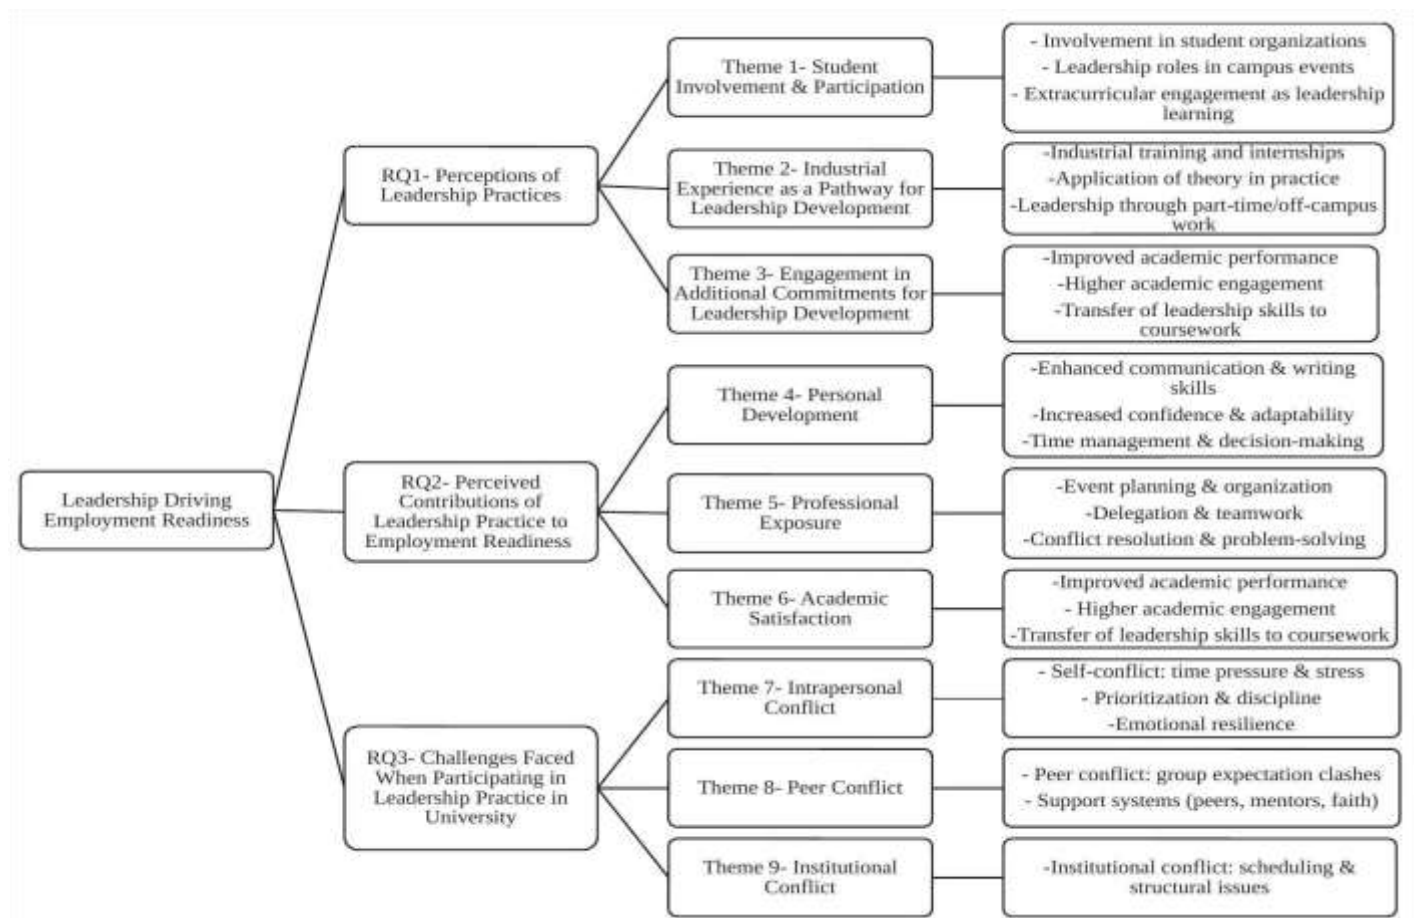 Leadership Driving
Employment Readiness
RQ1- Perceptions of
Leadership Practices
Theme 1- Student
Involvement & Participation
- Involvement in student organizations
- Leadership roles in campus events
- Extracurricular engagement as leadership
learning
Theme 2- Industrial
Experience as a Pathway for
Leadership Development
-Industrial training and internships
-Application of theory in practice
-Leadership through part-time/off-campus
work
Theme 3- Engagement in
Additional Commitments for
Leadership Development
-Improved academic performance
-Higher academic engagement
-Transfer of leadership skills to
coursework
RQ2- Perceived
Contributions of
Leadership Practice to
Employment Readiness
Theme 4- Personal
Development
-Enhanced communication & writing
skills
-Increased confidence & adaptability
-Time management & decision-making
Theme 5- Professional
Exposure
-Event planning & organization
-Delegation & teamwork
-Conflict resolution & problem-solving
Theme 6- Academic
Satisfaction
-Improved academic performance
- Higher academic engagement
-Transfer of leadership skills to coursework
RQ3- Challenges Faced
When Participating in
Leadership Practice in
University
Theme 7- Intrapersonal
Conflict
- Self-conflict: time pressure & stress
- Prioritization & discipline
-Emotional resilience
Theme 8- Peer Conflict
- Peer conflict: group expectation clashes
- Support systems (peers, mentors, faith)
Theme 9- Institutional
Conflict
-Institutional conflict: scheduling &
structural issues